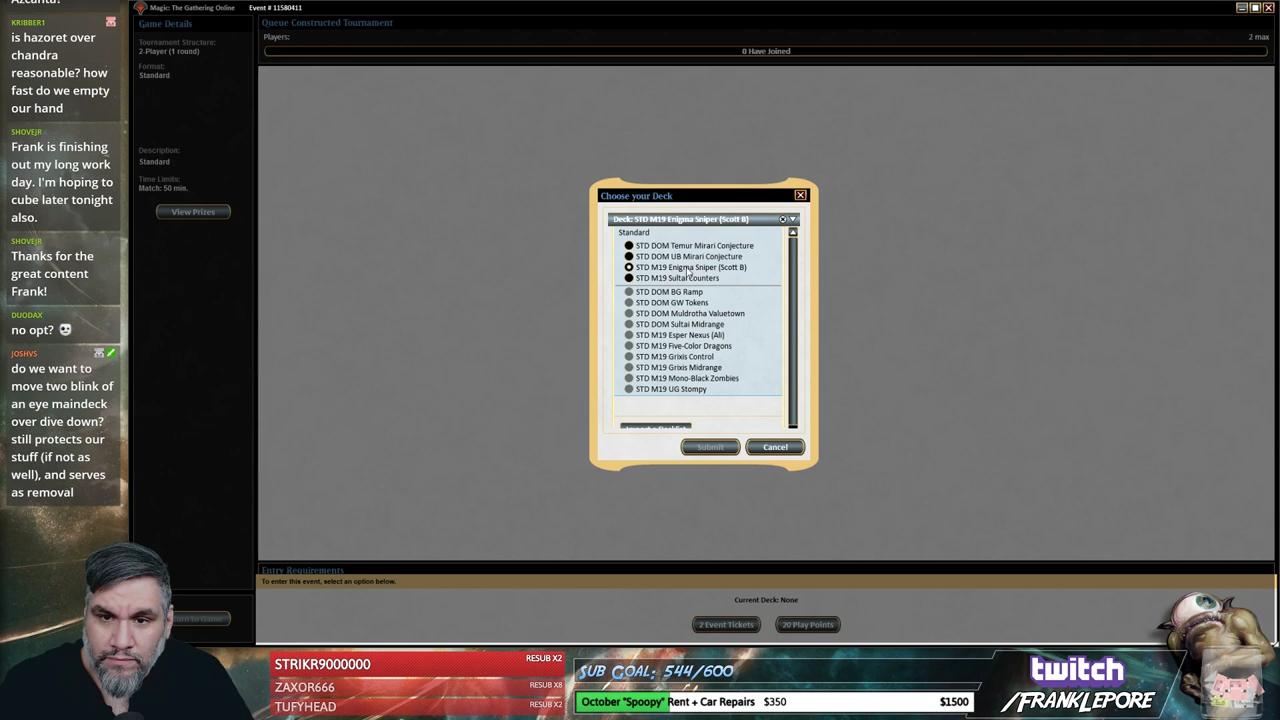 Azcanta?
KRIBBER1
is hazoret over
chandra
reasonable? how
fast do we empty
our hand
SHOVEJR
Frank is finishing
out my long work
day. I'm hoping to
cube later tonight
also.
SHOVEJR
Thanks for the
great content
Frank!
DUODAX
no opt?
JOSHVS
do we want to
move two blink of
an eye maindeck
over dive down?
still protects our
stuff (if not as
well), and serves
as removal
Magic: The Gathering Online Event # 11580411
Game Details
Tournament Structure:
2-Player (1 round)
Format:
Standard
Description:
Standard
Time Limits:
Match: 50 min.
View Prizes
Queue Constructed Tournament
Players:
2 max
0 Have Joined
Choose your Deck
Deck: STD M19 Enigma Sniper (Scott B)
Standard
STD DOM Temur Mirari Conjecture
STD DOM UB Mirari Conjecture
STD M19 Enigma Sniper (Scott B)
STD M19 Sultai Counters
STD DOM BG Ramp
STD DOM GW Tokens
STD DOM Muldrotha Valuetown
STD DOM Sultai Midrange
STD M19 Esper Nexus (Ali)
STD M19 Five-Color Dragons
STD M19 Grixis Control
STD M19 Grixis Midrange
STD M19 Mono-Black Zombies
STD M19 UG Stompy
Import a Decklist
Submit
Cancel
Entry Requirements
To enter this event, select an option below.
Current Deck: None
2 Event Tickets
20 Play Points
to Game
STRIKR9000000 RESUB X2
ZAXOR666 RESUB X8
TUFYHEAD RESUB X2
SUB GOAL: 544/600
October "Spoopy" Rent + Car Repairs $350 $1500
twitch
/FRANKLEPORE